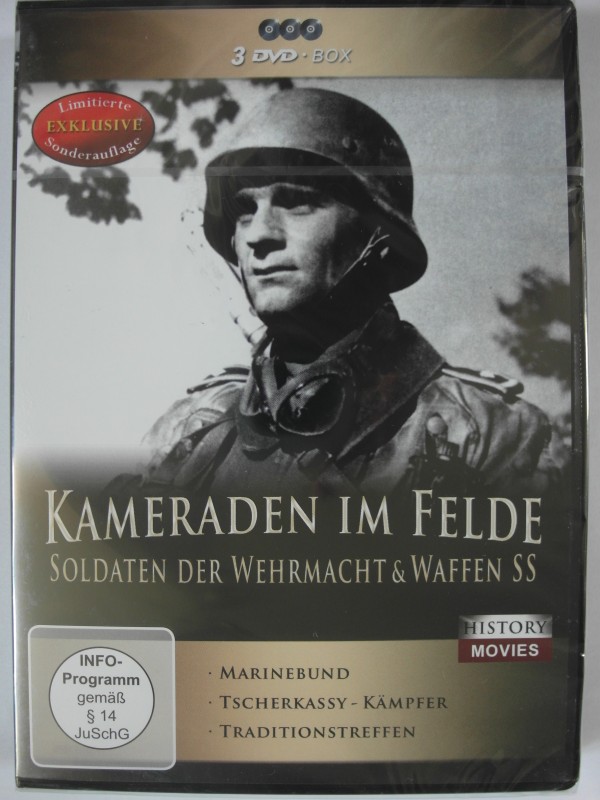 3 DVD · BOX
Limitierte
EXKLUSIVE
Sonderauflage
KAMERADEN IM FELDE
SOLDATEN DER WEHRMACHT & WAFFEN SS
HISTORY
MOVIES
INFO-
Programm
gemäß
§ 14
JuSchG
· MARINEBUND
· TSCHERKASSY - KÄMPFER
· TRADITIONSTREFFEN